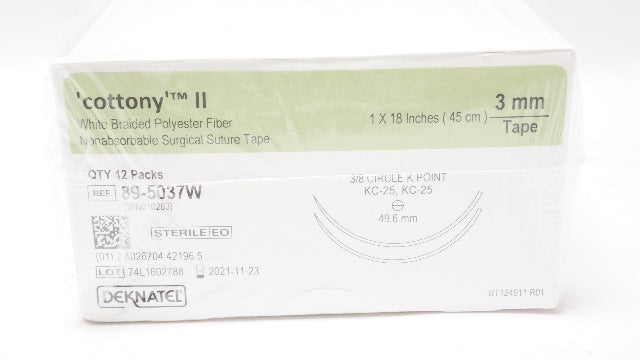 'cottony'™ II
White Braided Polyester Fiber
Nonabsorbable Surgical Suture Tape
1 X 18 Inches ( 45 cm )
3 mm
Tape
QTY 12 Packs
REF 89-5037W
3/8 CIRCLE K POINT
KC-25, KC-25
49.6 mm
STERILE EO
(01) 2 4026704 42196 5
LOT 74L1602788 2021-11-23
DEKNATEL
BT124911 R01